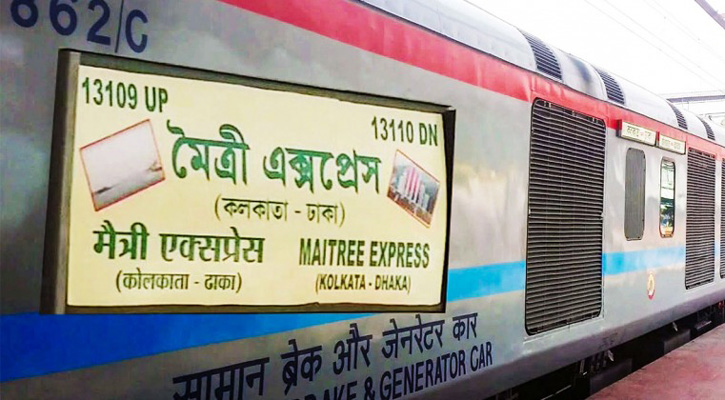 862/C
13109 UP
13110 DN
মৈত্রী এক্সপ্রেস
(কলকাতা - ঢাকা)
मैत्री एक्सप्रेस
(कोलकाता - ढाका)
MAITREE EXPRESS
(KOLKATA - DHAKA)
सामान ब्रेक और जेनरेटर कार
& GENERATOR CAR